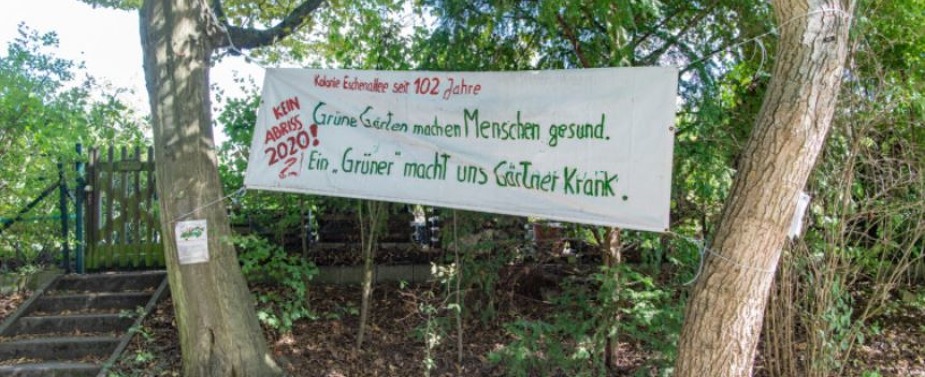 Kolonie Eschenallee seit 102 Jahre
KEIN
ABRISS
2020!
Grüne Gärten machen Menschen gesund.
Ein „Grüner" macht uns Gärtner Krank.